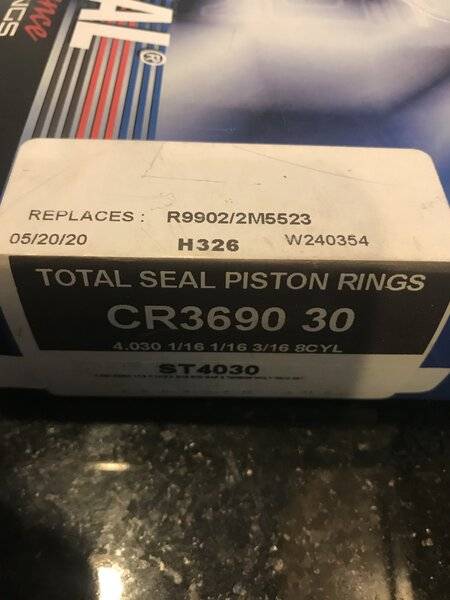 AL®
REPLACES : R9902/2M5523
05/20/20 H326 W240354
TOTAL SEAL PISTON RINGS
CR3690 30
4.030 1/16 1/16 3/16 8CYL
ST4030